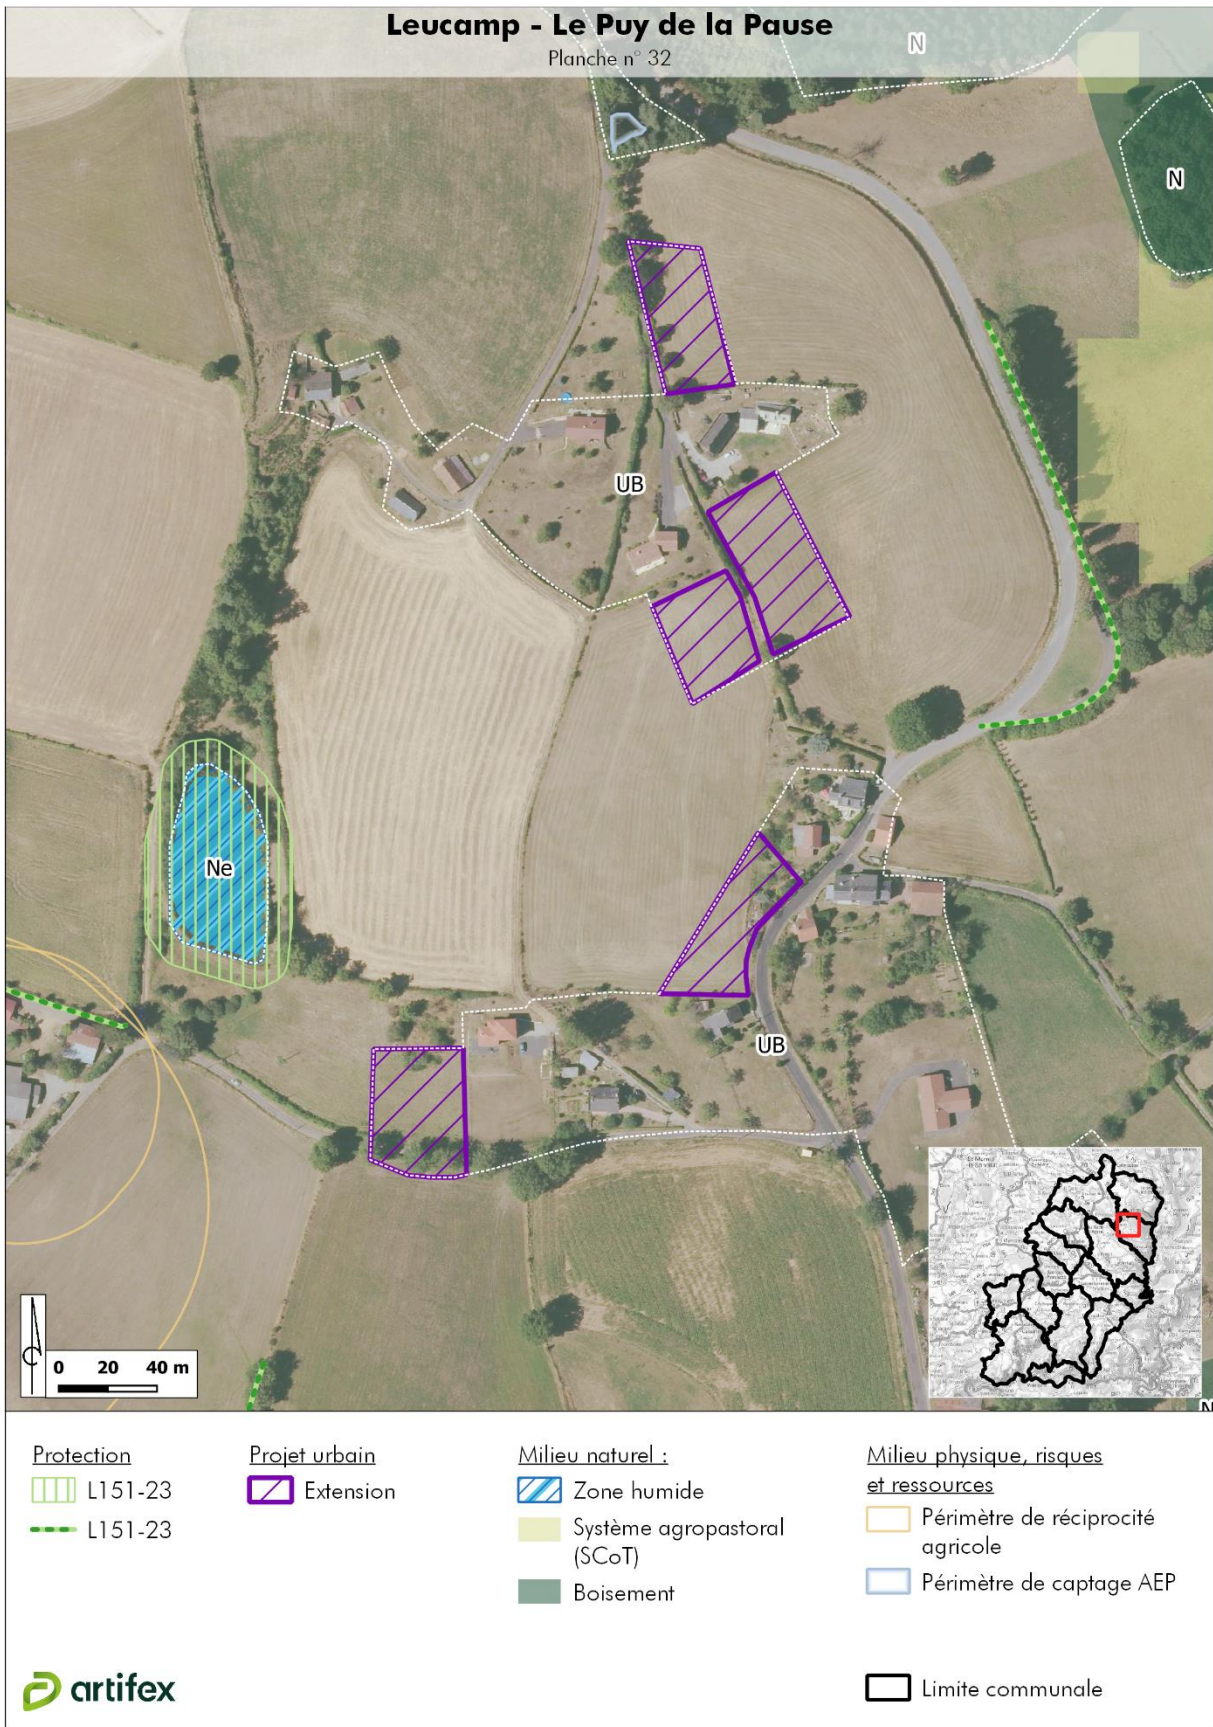 Leucamp - Le Puy de la Pause
Planche n° 32
N
N
UB
Ne
UB
N
0 20 40 m
Protection
L151-23
L151-23
Projet urbain
Extension
Milieu naturel :
Zone humide
Système agropastoral
(SCoT)
Boisement
Milieu physique, risques
et ressources
Périmètre de réciprocité
agricole
Périmètre de captage AEP
Limite communale
artifex